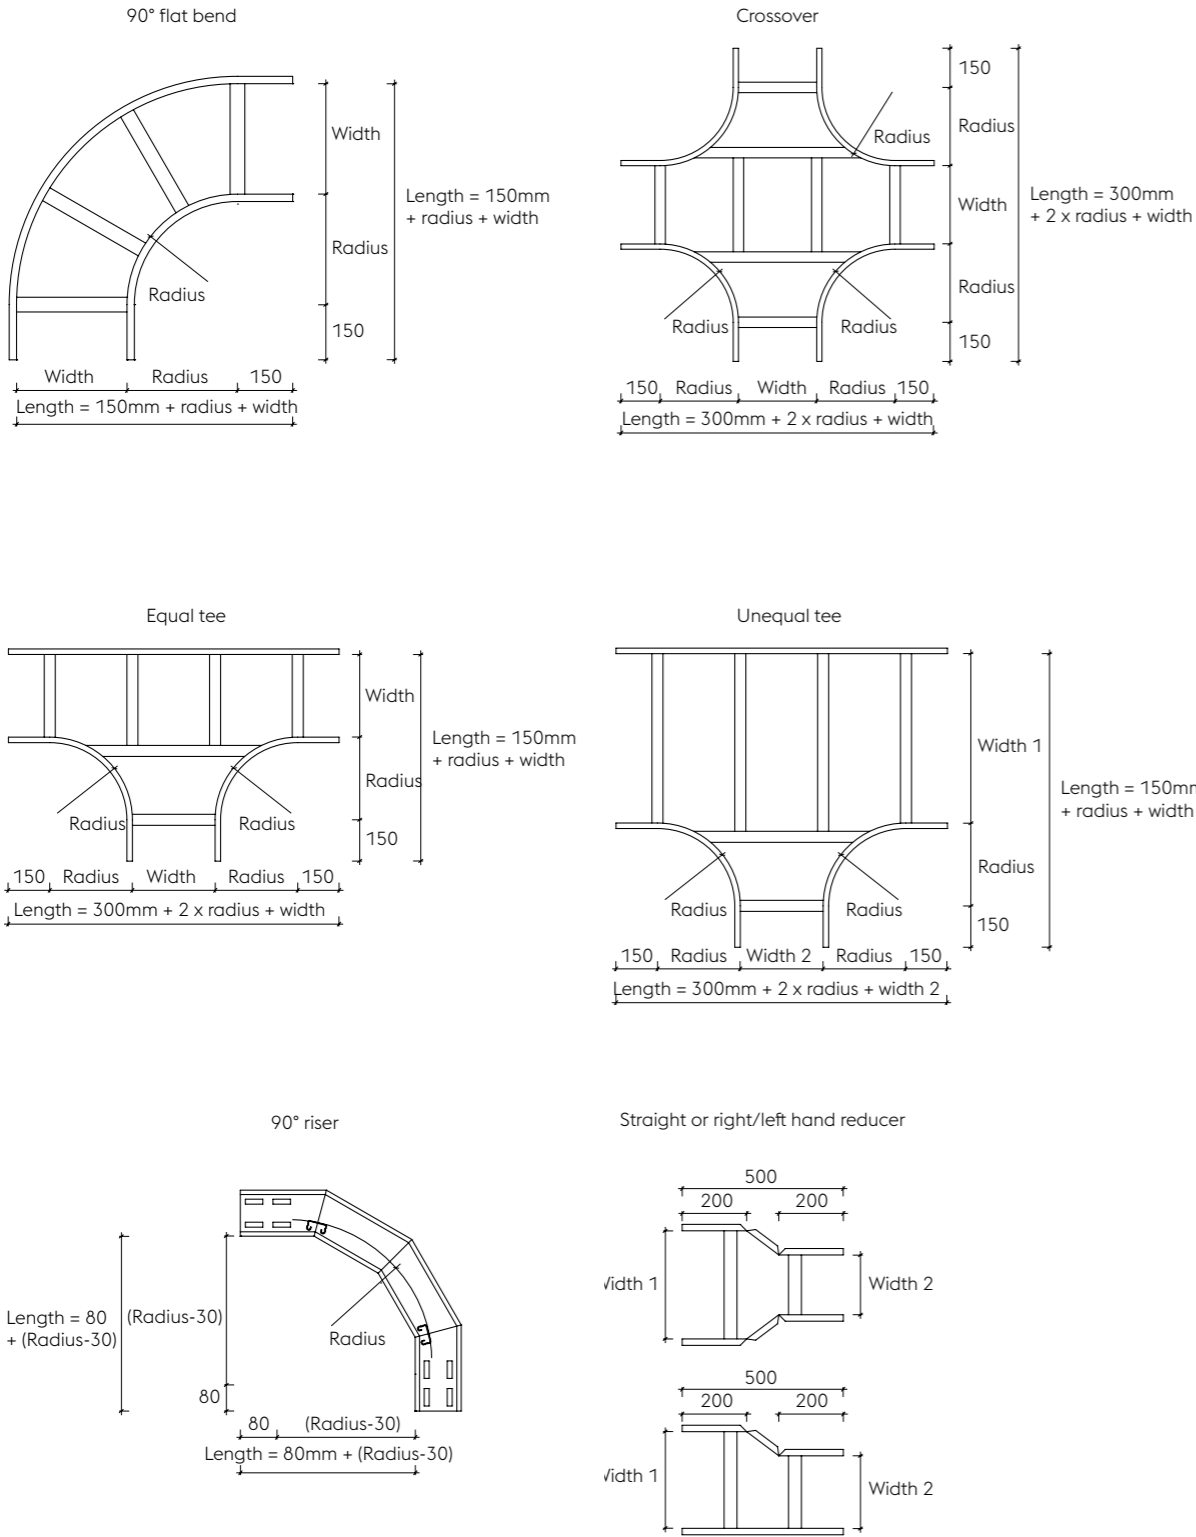 90° flat bend
Width
Length = 150mm
+ radius + width
Radius
Radius
150
Width Radius 150
Length = 150mm + radius + width
Crossover
150
Radius
Radius
Width
Length = 300mm
+ 2 x radius + width
Radius
Radius Radius
150
150 Radius Width Radius 150
Length = 300mm + 2 x radius + width
Equal tee
Width
Length = 150mm
+ radius + width
Radius
Radius Radius
150
150 Radius Width Radius 150
Length = 300mm + 2 x radius + width
Unequal tee
Width 1
Length = 150mm
+ radius + width
Radius
Radius Radius
150
150 Radius Width 2 Radius 150
Length = 300mm + 2 x radius + width 2
90° riser
Length = 80
+ (Radius-30)
(Radius-30)
Radius
80
80 (Radius-30)
Length = 80mm + (Radius-30)
Straight or right/left hand reducer
500
200 200
Width 1 Width 2
500
200 200
Width 1 Width 2